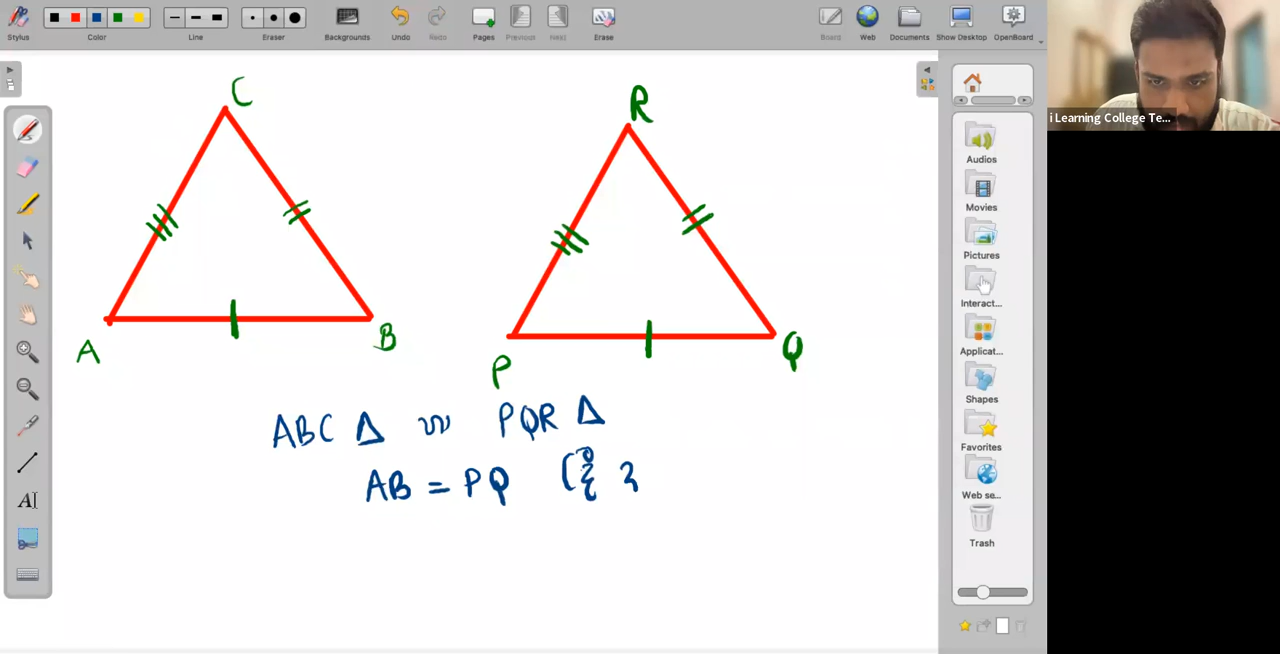 Stylus
Color
Line
Eraser
Backgrounds
Undo
Redo
Pages
Previous
Next
Erase
Board
Web
Documents
Show Desktop
OpenBoard
i Learning College Te...
Audios
Movies
Pictures
Interact...
Applicat...
Shapes
Favorites
Web se...
Trash
C
R
A
B
P
Q
ABC Δ PQR Δ
AB = PQ